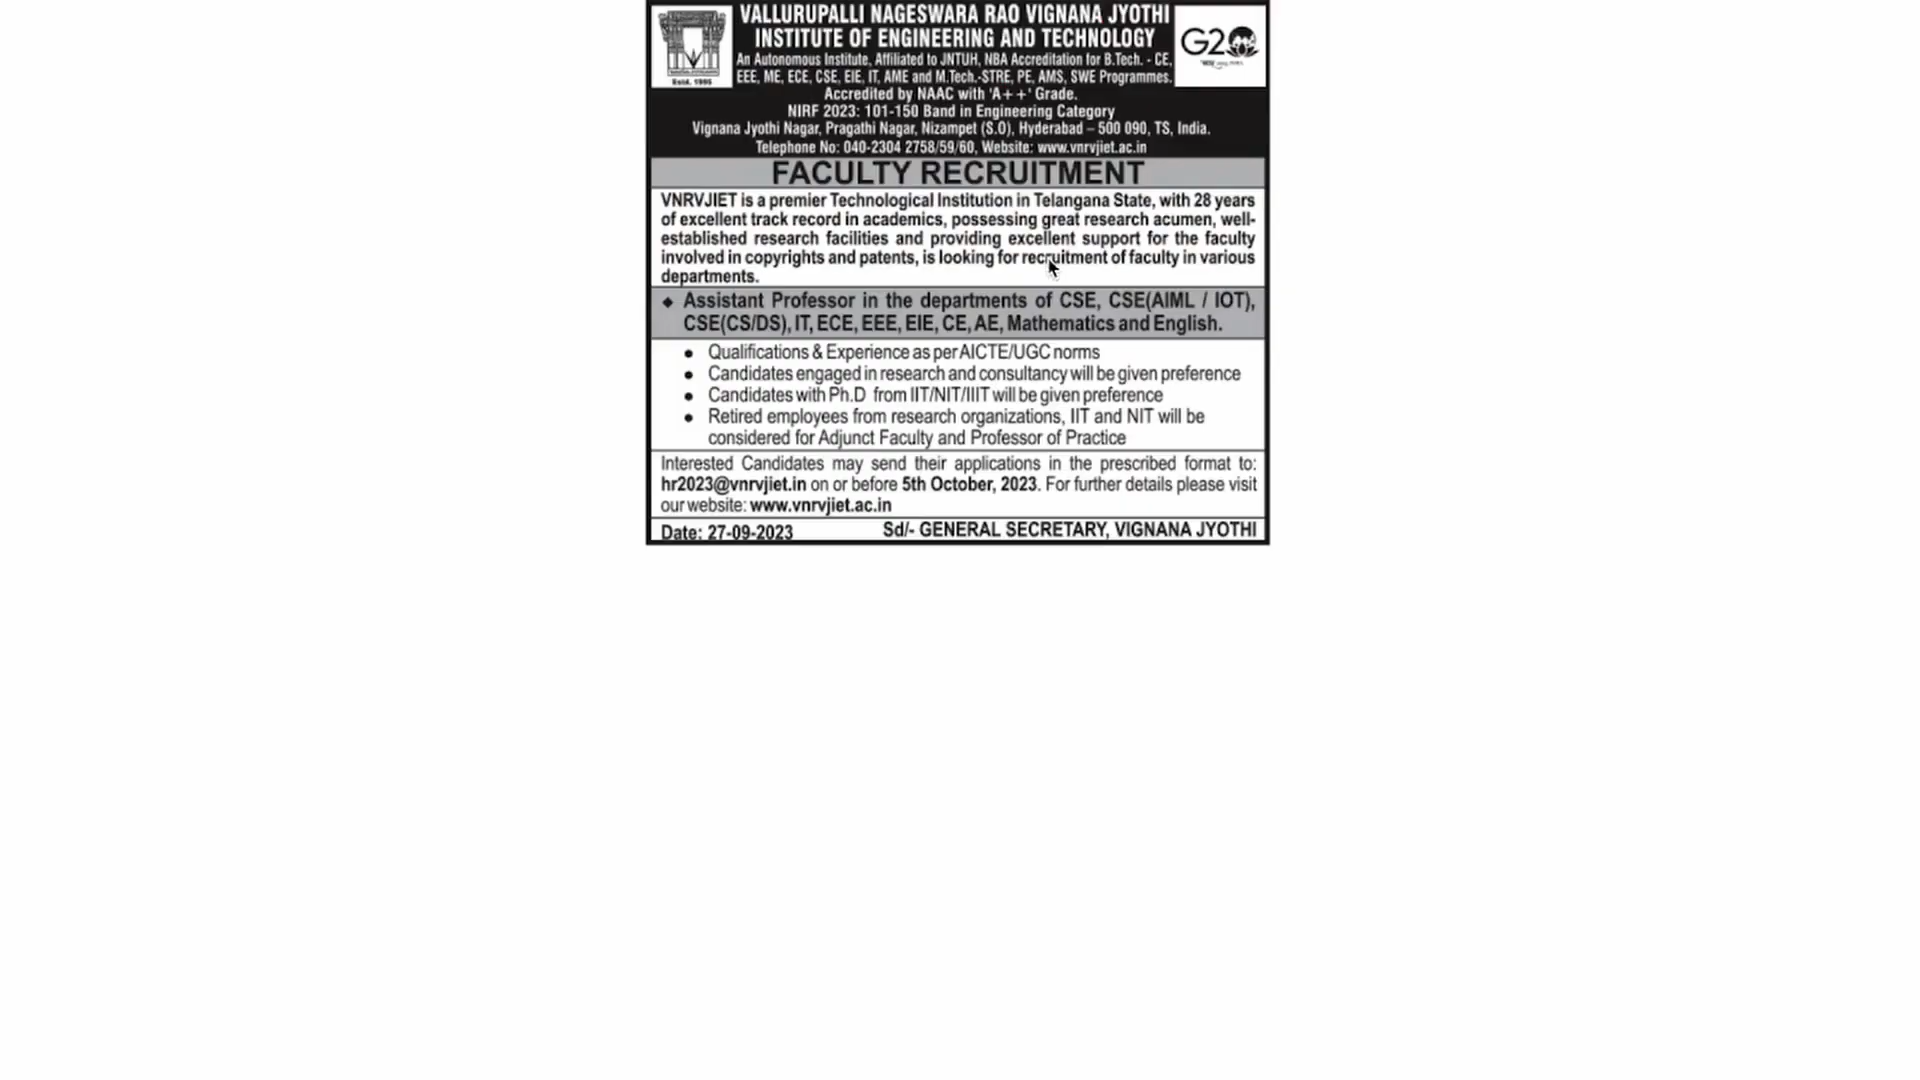 VALLURUPALLI NAGESWARA RAO VIGNANA JYOTHI
INSTITUTE OF ENGINEERING AND TECHNOLOGY
An Autonomous Institute, Affiliated to JNTUH, NBA Accreditation for B.Tech. - CE,
EEE, ME, ECE, CSE, EIE, IT, AME and M.Tech.-STRE, PE, AMS, SWE Programmes.
Accredited by NAAC with 'A++' Grade.
NIRF 2023: 101-150 Band in Engineering Category
Vignana Jyothi Nagar, Pragathi Nagar, Nizampet (S.O), Hyderabad – 500 090, TS, India.
Telephone No: 040-2304 2758/59/60, Website: www.vnrvjiet.ac.in
Estd. 1995
G20
FACULTY RECRUITMENT
VNRVJIET is a premier Technological Institution in Telangana State, with 28 years
of excellent track record in academics, possessing great research acumen, well-
established research facilities and providing excellent support for the faculty
involved in copyrights and patents, is looking for recruitment of faculty in various
departments.
◆ Assistant Professor in the departments of CSE, CSE(AIML / IOT),
CSE(CS/DS), IT, ECE, EEE, EIE, CE, AE, Mathematics and English.
● Qualifications & Experience as per AICTE/UGC norms
● Candidates engaged in research and consultancy will be given preference
● Candidates with Ph.D from IIT/NIT/IIIT will be given preference
● Retired employees from research organizations, IIT and NIT will be
considered for Adjunct Faculty and Professor of Practice
Interested Candidates may send their applications in the prescribed format to:
hr2023@vnrvjiet.in on or before 5th October, 2023. For further details please visit
our website: www.vnrvjiet.ac.in
Date: 27-09-2023
Sd/- GENERAL SECRETARY, VIGNANA JYOTHI